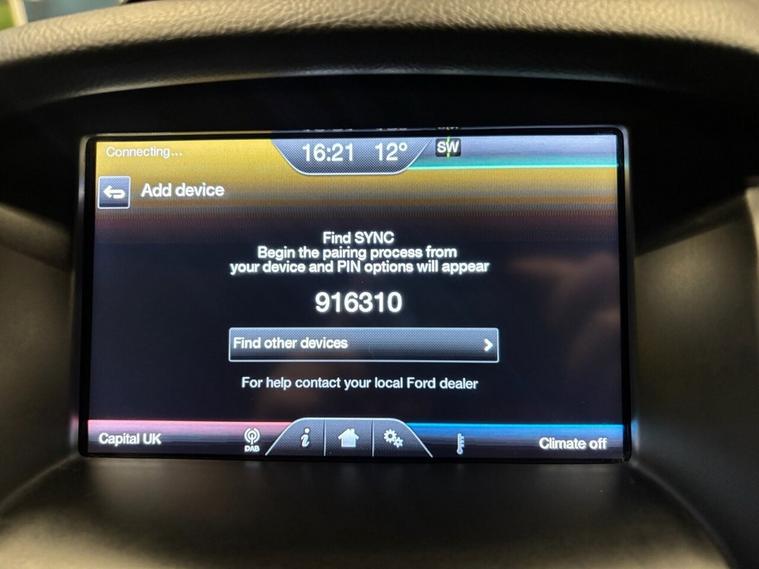 Connecting...
16:21 12°
SW
Add device
Find SYNC
Begin the pairing process from
your device and PIN options will appear
916310
Find other devices
For help contact your local Ford dealer
Capital UK
DAB
i
Climate off